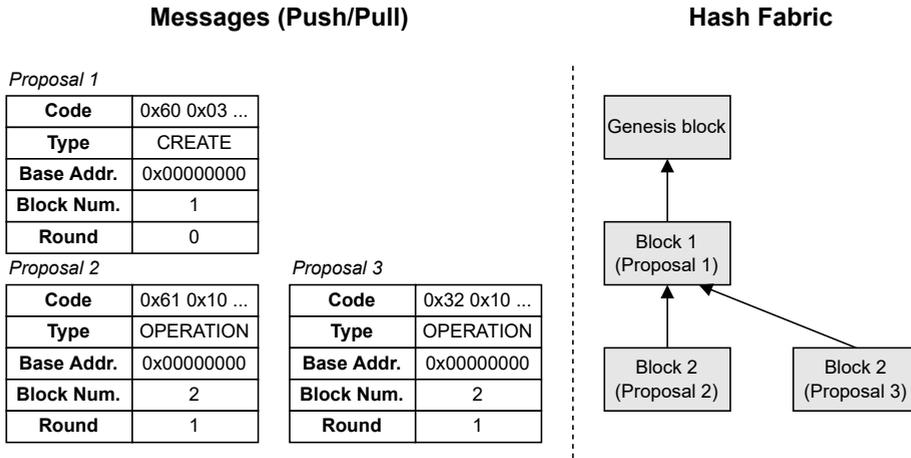 Messages (Push/Pull)
Hash Fabric
Proposal 1
Code 0x60 0x03 ...
Type CREATE
Base Addr. 0x00000000
Block Num. 1
Round 0
Proposal 2
Code 0x61 0x10 ...
Type OPERATION
Base Addr. 0x00000000
Block Num. 2
Round 1
Proposal 3
Code 0x32 0x10 ...
Type OPERATION
Base Addr. 0x00000000
Block Num. 2
Round 1
Genesis block
Block 1
(Proposal 1)
Block 2
(Proposal 2)
Block 2
(Proposal 3)